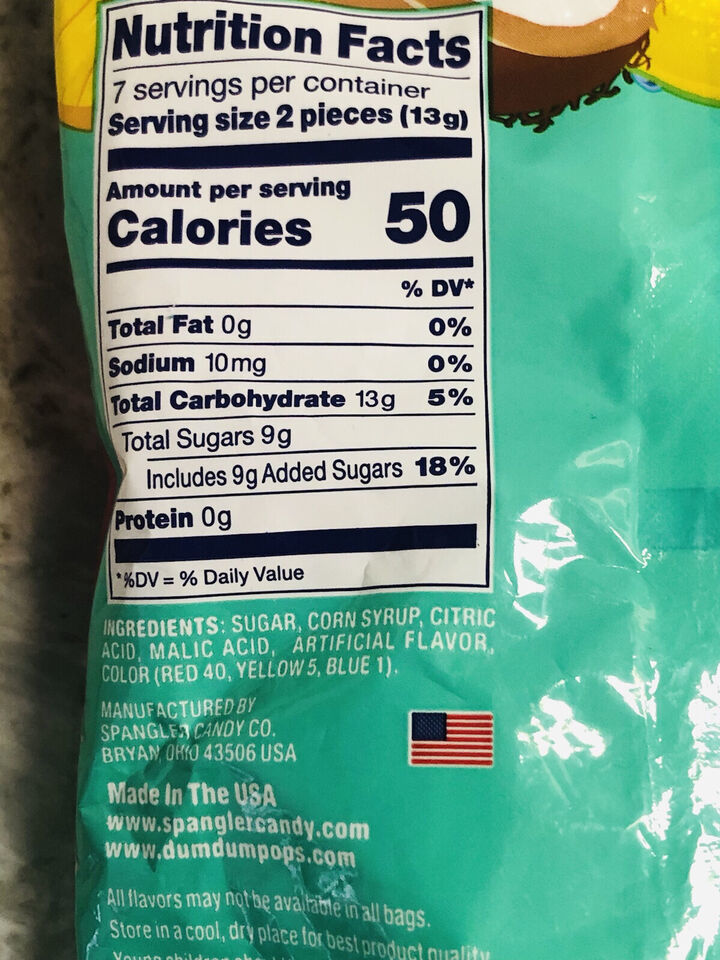 Nutrition Facts
7 servings per container
Serving size 2 pieces (13g)
Amount per serving
Calories 50
% DV*
Total Fat 0g 0%
Sodium 10mg 0%
Total Carbohydrate 13g 5%
Total Sugars 9g
Includes 9g Added Sugars 18%
Protein 0g
*%DV = % Daily Value
INGREDIENTS: SUGAR, CORN SYRUP, CITRIC
ACID, MALIC ACID, ARTIFICIAL FLAVOR,
COLOR (RED 40, YELLOW 5, BLUE 1).
MANUFACTURED BY
SPANGLER CANDY CO.
BRYAN, OHIO 43506 USA
Made In The USA
www.spanglercandy.com
www.dumdumpops.com
All flavors may not be available in all bags.
Store in a cool, dry place for best product quality
Young children